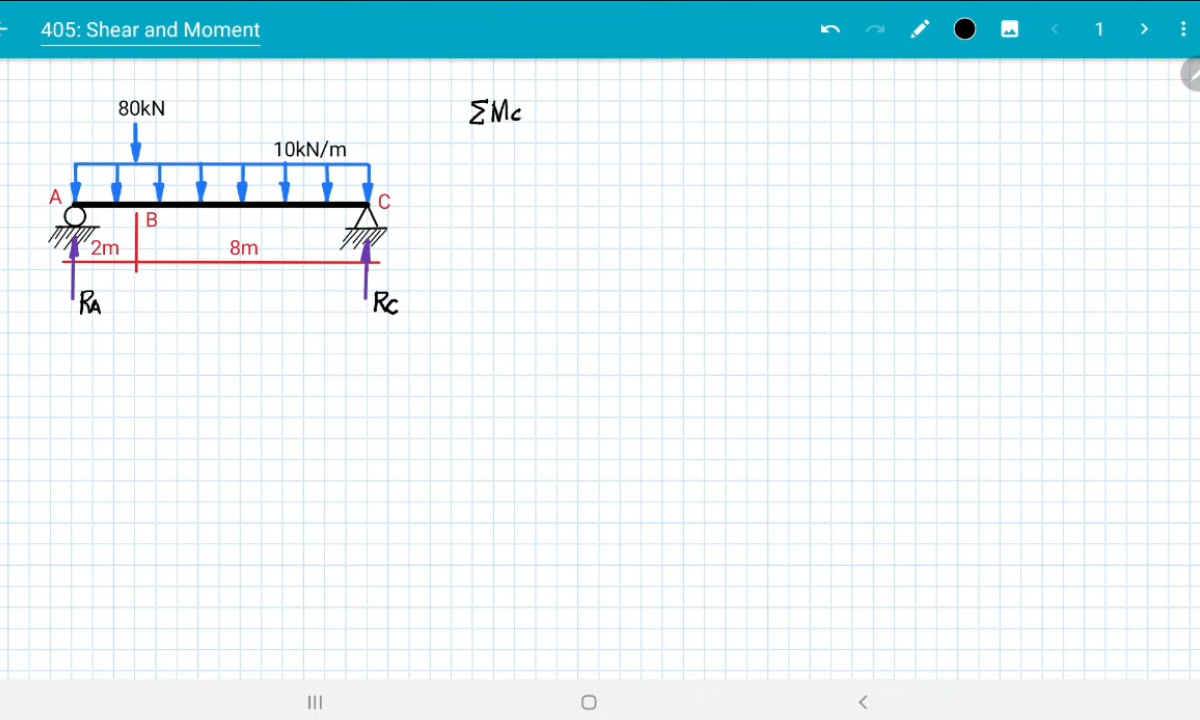 405: Shear and Moment
1
80kN
ΣMc
10kN/m
A
C
B
2m
8m
RA
RC